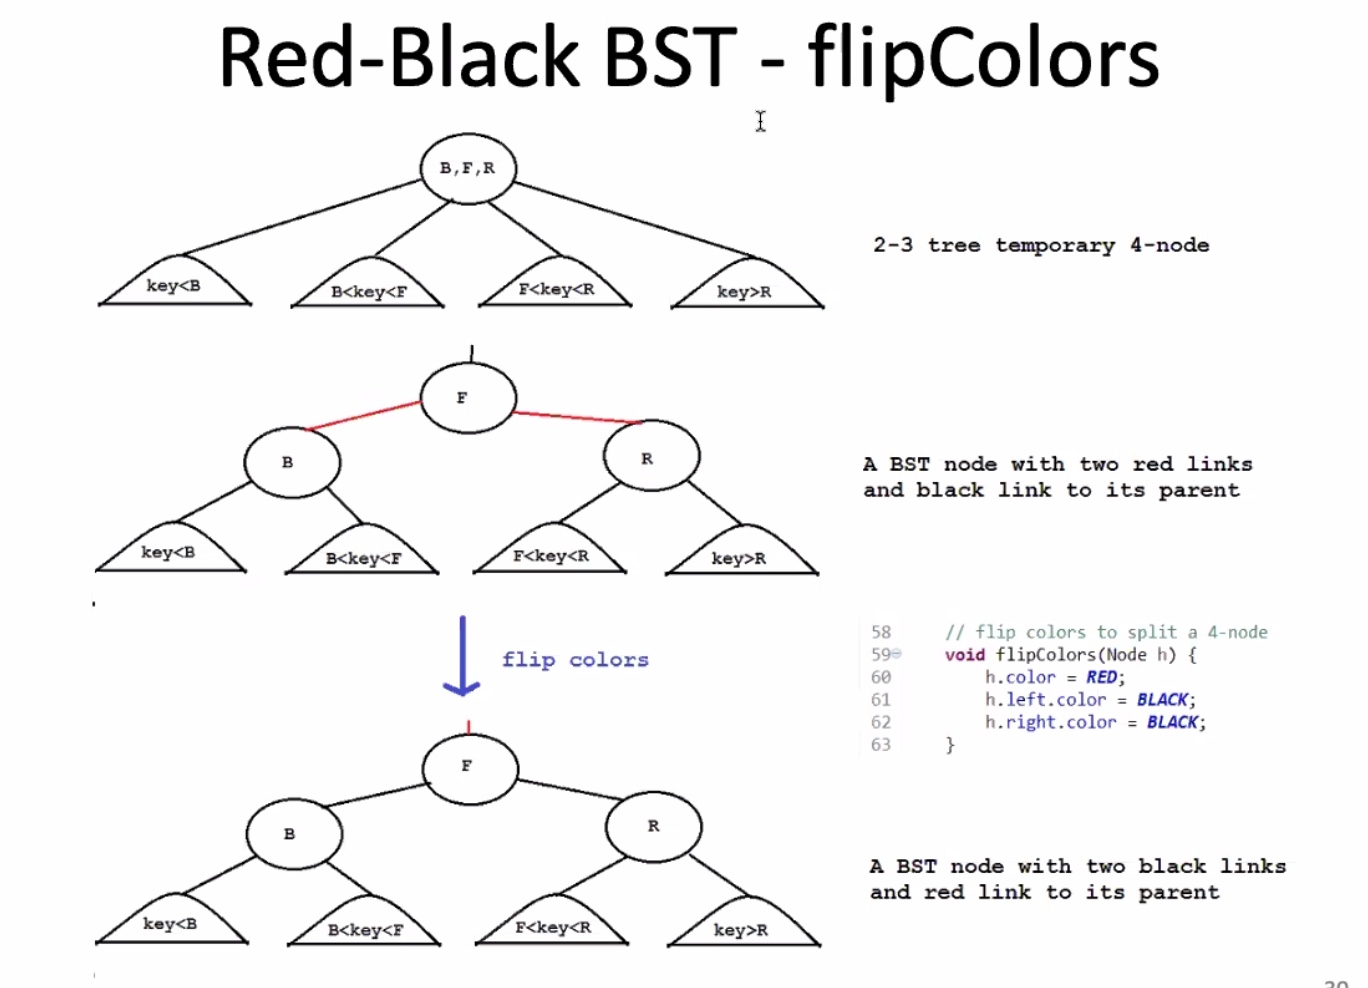 Red-Black BST - flipColors
B,F,R
key<B
B<key<F
F<key<R
key>R
2-3 tree temporary 4-node
F
B
R
key<B
B<key<F
F<key<R
key>R
A BST node with two red links
and black link to its parent
flip colors
58 // flip colors to split a 4-node
59 void flipColors(Node h) {
60 h.color = RED;
61 h.left.color = BLACK;
62 h.right.color = BLACK;
63 }
F
B
R
key<B
B<key<F
F<key<R
key>R
A BST node with two black links
and red link to its parent